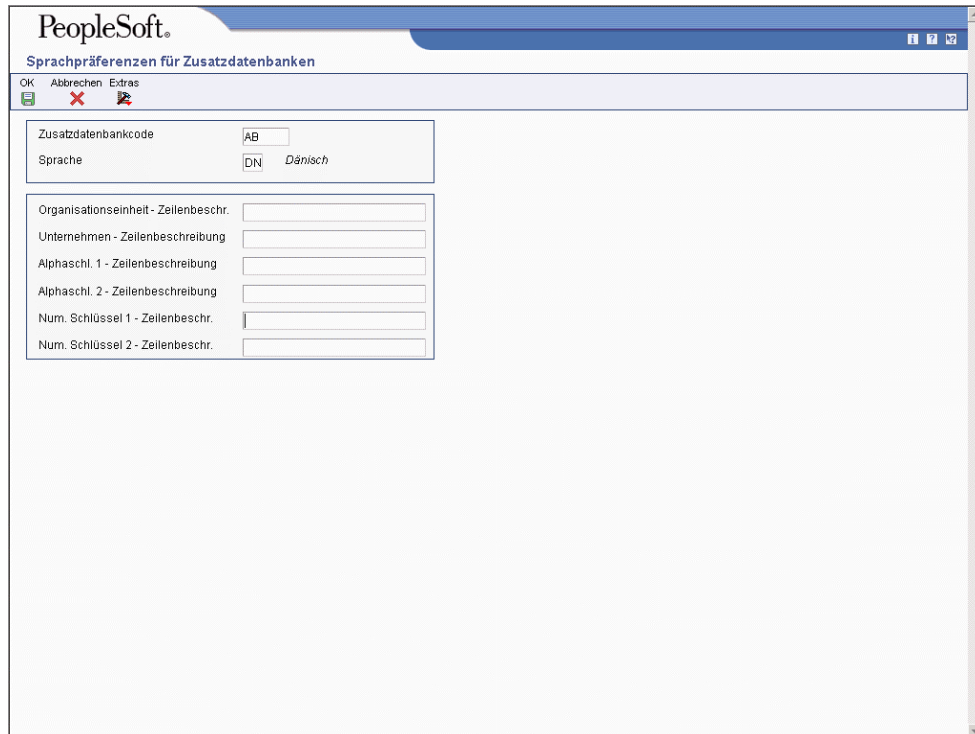 PeopleSoft®
Sprachpräferenzen für Zusatzdatenbanken
OK Abbrechen Extras
Zusatzdatenbankcode AB
Sprache DN Dänisch
Organisationseinheit - Zeilenbeschr.
Unternehmen - Zeilenbeschreibung
Alphaschl. 1 - Zeilenbeschreibung
Alphaschl. 2 - Zeilenbeschreibung
Num. Schlüssel 1 - Zeilenbeschr.
Num. Schlüssel 2 - Zeilenbeschr.